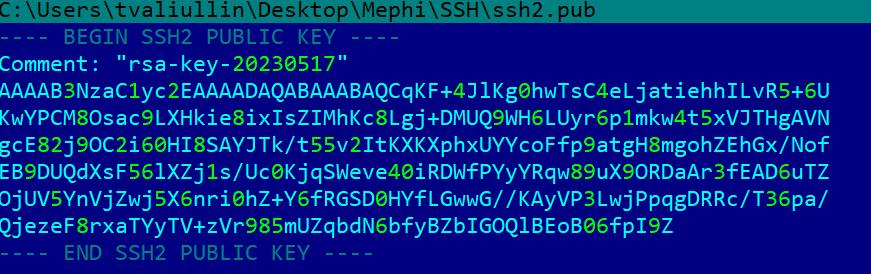 C:\Users\tvaliullin\Desktop\Mephi\SSH\ssh2.pub
---- BEGIN SSH2 PUBLIC KEY ----
Comment: "rsa-key-20230517"
AAAAB3NzaC1yc2EAAAADAQABAAABAQCqKF+4JlKg0hwTsC4eLjatiehhILvR5+6U
KwYPCM8Osac9LXHkie8ixIsZIMhKc8Lgj+DMUQ9WH6LUyr6p1mkw4t5xVJTHgAVN
gcE82j9OC2i60HI8SAYJTk/t55v2ItKXKXphxUYYcoFfp9atgH8mgohZEhGx/Nof
EB9DUQdXsF56lXZj1s/Uc0KjqSWeve40iRDWfPYyYRqw89uX9ORDaAr3fEAD6uTZ
OjUV5YnVjZwj5X6nri0hZ+Y6fRGSD0HYfLGwwG//KAyVP3LwjPpqgDRRc/T36pa/
QjezeF8rxaTYyTV+zVr985mUZqbdN6bfyBZbIGOQlBEoB06fpI9Z
---- END SSH2 PUBLIC KEY ----